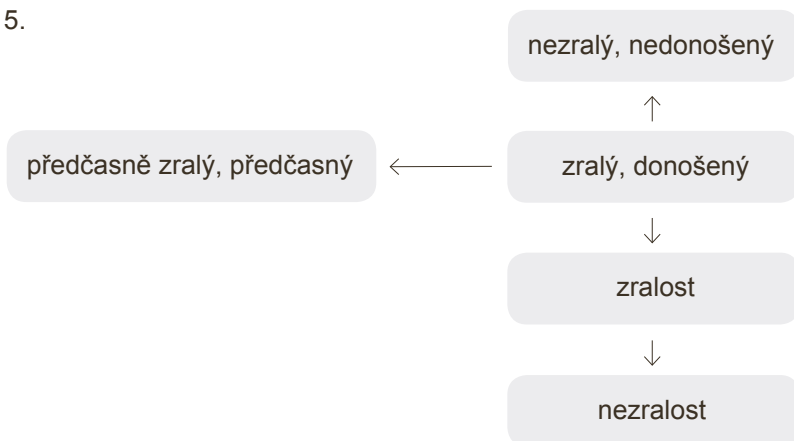 5.
nezralý, nedonošený
předčasně zralý, předčasný
zralý, donošený
zralost
nezralost